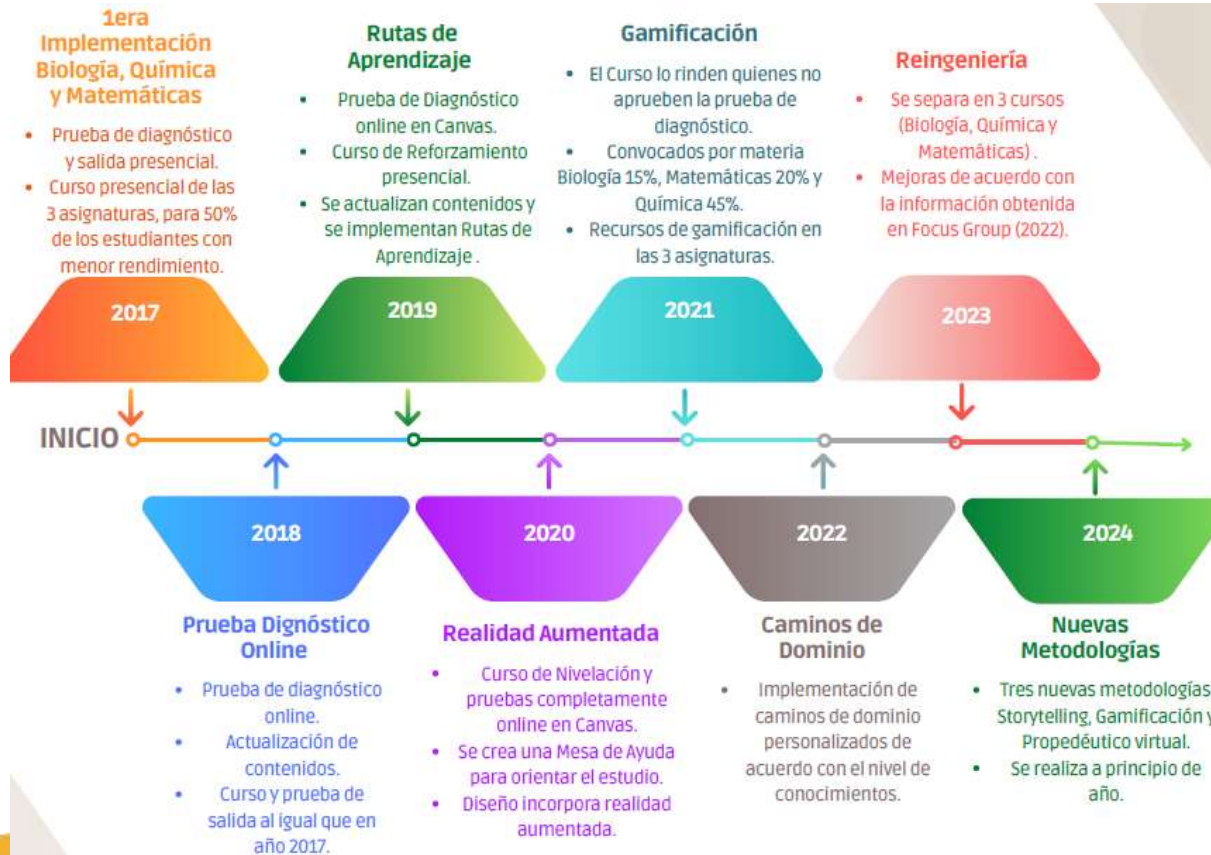 1era
Implementación
Biología, Química
y Matemáticas
• Prueba de diagnóstico
y salida presencial.
• Curso presencial de las
3 asignaturas, para 50%
de los estudiantes con
menor rendimiento.
2017
Rutas de
Aprendizaje
• Prueba de Diagnóstico
online en Canvas.
• Curso de Reforzamiento
presencial.
• Se actualizan contenidos y
se implementan Rutas de
Aprendizaje .
2019
Gamificación
• El Curso lo rinden quienes no
aprueben la prueba de
diagnóstico.
• Convocados por materia
Biología 15%, Matemáticas 20% y
Química 45%.
• Recursos de gamificación en
las 3 asignaturas.
2021
Reingeniería
• Se separa en 3 cursos
(Biología, Química y
Matemáticas) .
• Mejoras de acuerdo con
la información obtenida
en Focus Group (2022).
2023
INICIO
2018
Prueba Dignóstico
Online
• Prueba de diagnóstico
online.
• Actualización de
contenidos.
• Curso y prueba de
salida al igual que en
año 2017.
2020
Realidad Aumentada
• Curso de Nivelación y
pruebas completamente
online en Canvas.
• Se crea una Mesa de Ayuda
para orientar el estudio.
• Diseño incorpora realidad
aumentada.
2022
Caminos de
Dominio
• Implementación de
caminos de dominio
personalizados de
acuerdo con el nivel de
conocimientos.
2024
Nuevas
Metodologías
• Tres nuevas metodologías
Storytelling, Gamificación y
Propedéutico virtual.
• Se realiza a principio de
año.